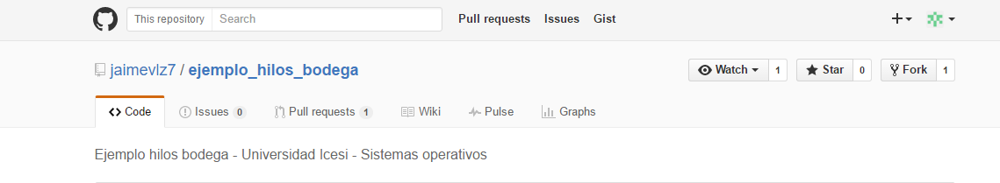 This repository Search Pull requests Issues Gist
jaimevlz7 / ejemplo_hilos_bodega Watch 1 Star 0 Fork 1
Code Issues 0 Pull requests 1 Wiki Pulse Graphs
Ejemplo hilos bodega - Universidad Icesi - Sistemas operativos